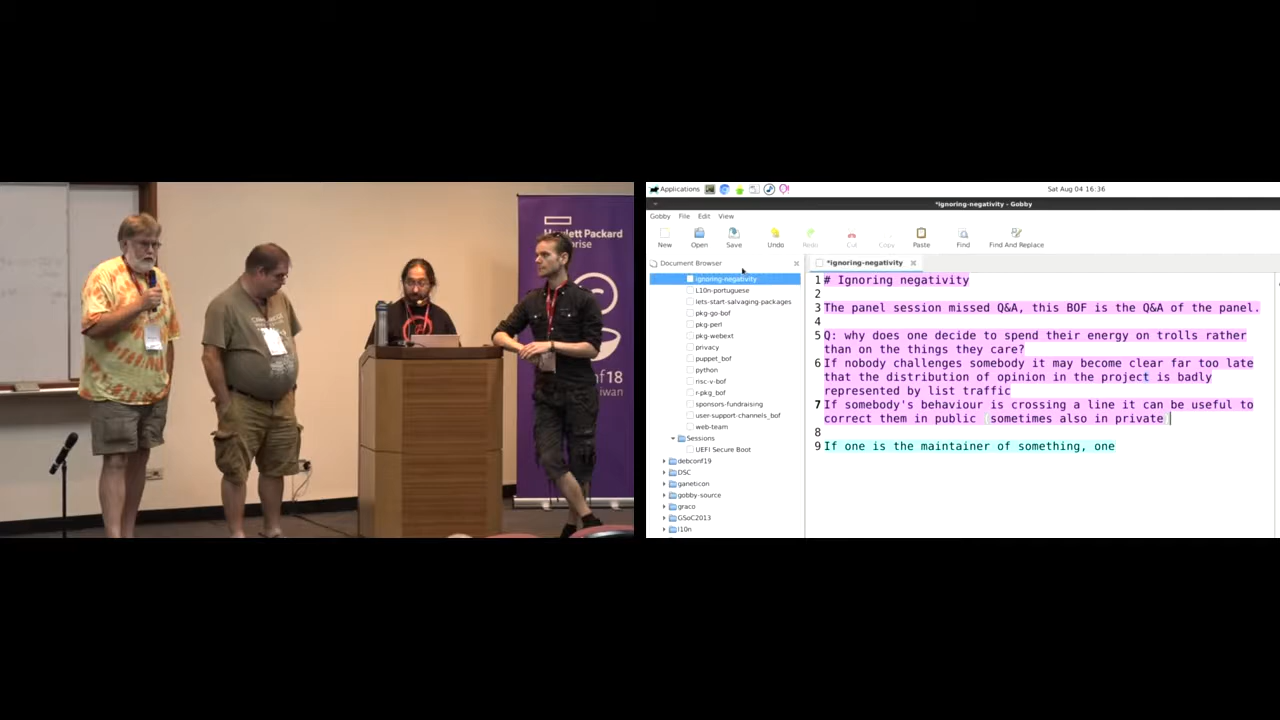 Hewlett Packard
Enterprise
nf18
Taiwan
Applications
Sat Aug 04 16:36
*ignoring-negativity - Gobby
Gobby File Edit View
New Open Save Undo Redo Cut Copy Paste Find Find And Replace
Document Browser
*ignoring-negativity
ignoring-negativity
L10n-portuguese
lets-start-salvaging-packages
pkg-go-bof
pkg-perl
pkg-webext
privacy
puppet_bof
python
risc-v-bof
r-pkg_bof
sponsors-fundraising
user-support-channels_bof
web-team
Sessions
UEFI Secure Boot
debconf19
DSC
ganeticon
gobby-source
graco
GSoC2013
l10n
1 # Ignoring negativity
2
3 The panel session missed Q&A, this BOF is the Q&A of the panel.
4
5 Q: why does one decide to spend their energy on trolls rather
than on the things they care?
6 If nobody challenges somebody it may become clear far too late
that the distribution of opinion in the project is badly
represented by list traffic
7 If somebody's behaviour is crossing a line it can be useful to
correct them in public (sometimes also in private)
8
9 If one is the maintainer of something, one